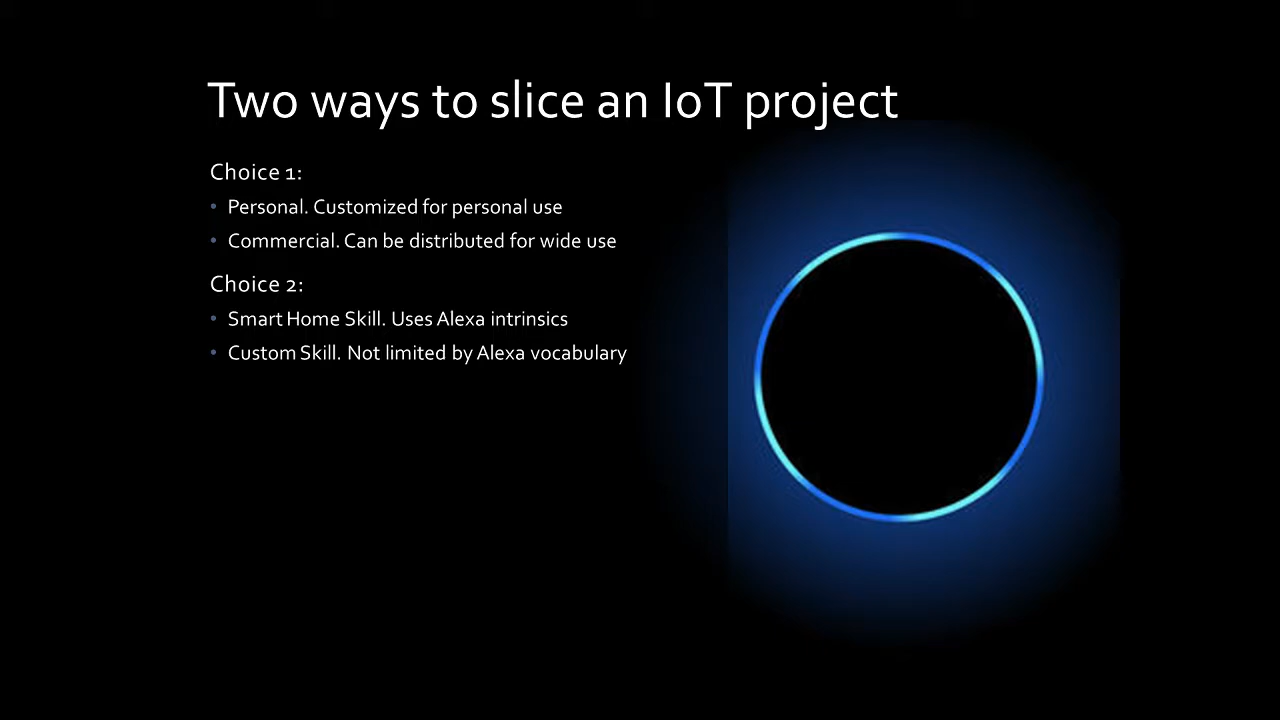 Two ways to slice an IoT project
Choice 1:
• Personal. Customized for personal use
• Commercial. Can be distributed for wide use
Choice 2:
• Smart Home Skill. Uses Alexa intrinsics
• Custom Skill. Not limited by Alexa vocabulary